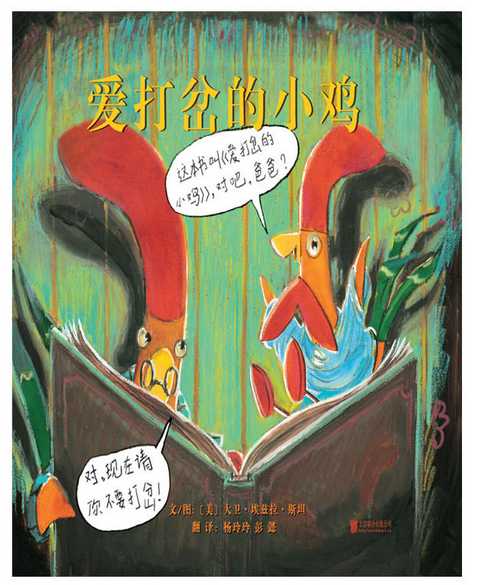 爱打岔的小鸡
这本书叫《爱打岔的
小鸡》,对吧,爸爸?
对,现在请
你不要打岔!
文/图:〔美〕大卫·埃兹拉·斯坦
翻 译:杨玲玲 彭 懿